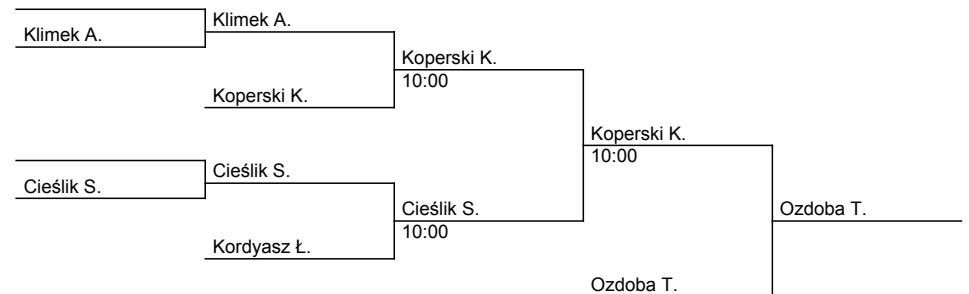 Klimek A.
Klimek A.
Koperski K.
10:00
Koperski K.
Koperski K.
10:00
Cieślik S.
Cieślik S.
Cieślik S.
10:00
Kordyasz Ł.
Ozdoba T.
Ozdoba T.